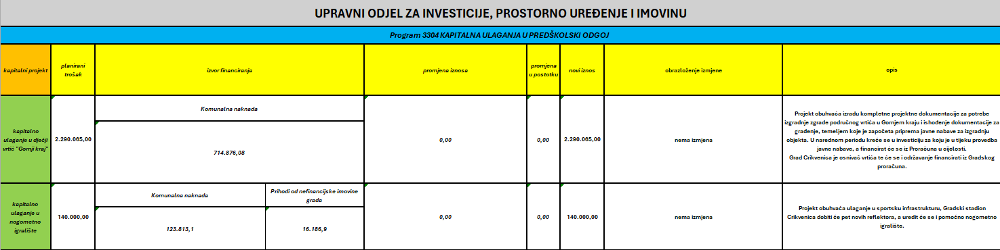 UPRAVNI ODJEL ZA INVESTICIJE, PROSTORNO UREĐENJE I IMOVINU
Program 3304 KAPITALNA ULAGANJA U PREDŠKOLSKI ODGOJ
kapitalni projekt
planirani
trošak
izvor financiranja
promjena iznosa
promjena
u postotku
novi iznos
obrazloženje izmjene
opis
kapitalno
ulaganje u dječji
vrtić "Gornji kraj"
2.290.065,00
Komunalna naknada
714.876,08
0,00
0,00
2.290.065,00
nema izmjena
Projekt obuhvaća izradu kompletne projektne dokumentacije za potrebe
izgradnje zgrade područnog vrtića u Gornjem kraju i ishođenje dokumentacije za
građenje, temeljem koje je započeta priprema javne nabave za izgradnju
objekta. U narednom periodu kreće se u investiciju za koju je u tijeku provedba
javne nabave, a financirat će se iz Proračuna u cijelosti.
Grad Crikvenica je osnivač vrtića te će se i održavanje financirati iz Gradskog
proračuna.
kapitalno
ulaganje u
nogometno
igralište
140.000,00
Komunalna naknada
123.813,1
Prihodi od nefinancijske imovine
grada
16.186,9
0,00
0,00
140.000,00
nema izmjena
Projekt obuhvaća ulaganje u sportsku infrastrukturu, Gradski stadion
Crikvenica dobiti će pet novih reflektora, a uredit će se i pomoćno nogometno
igralište.